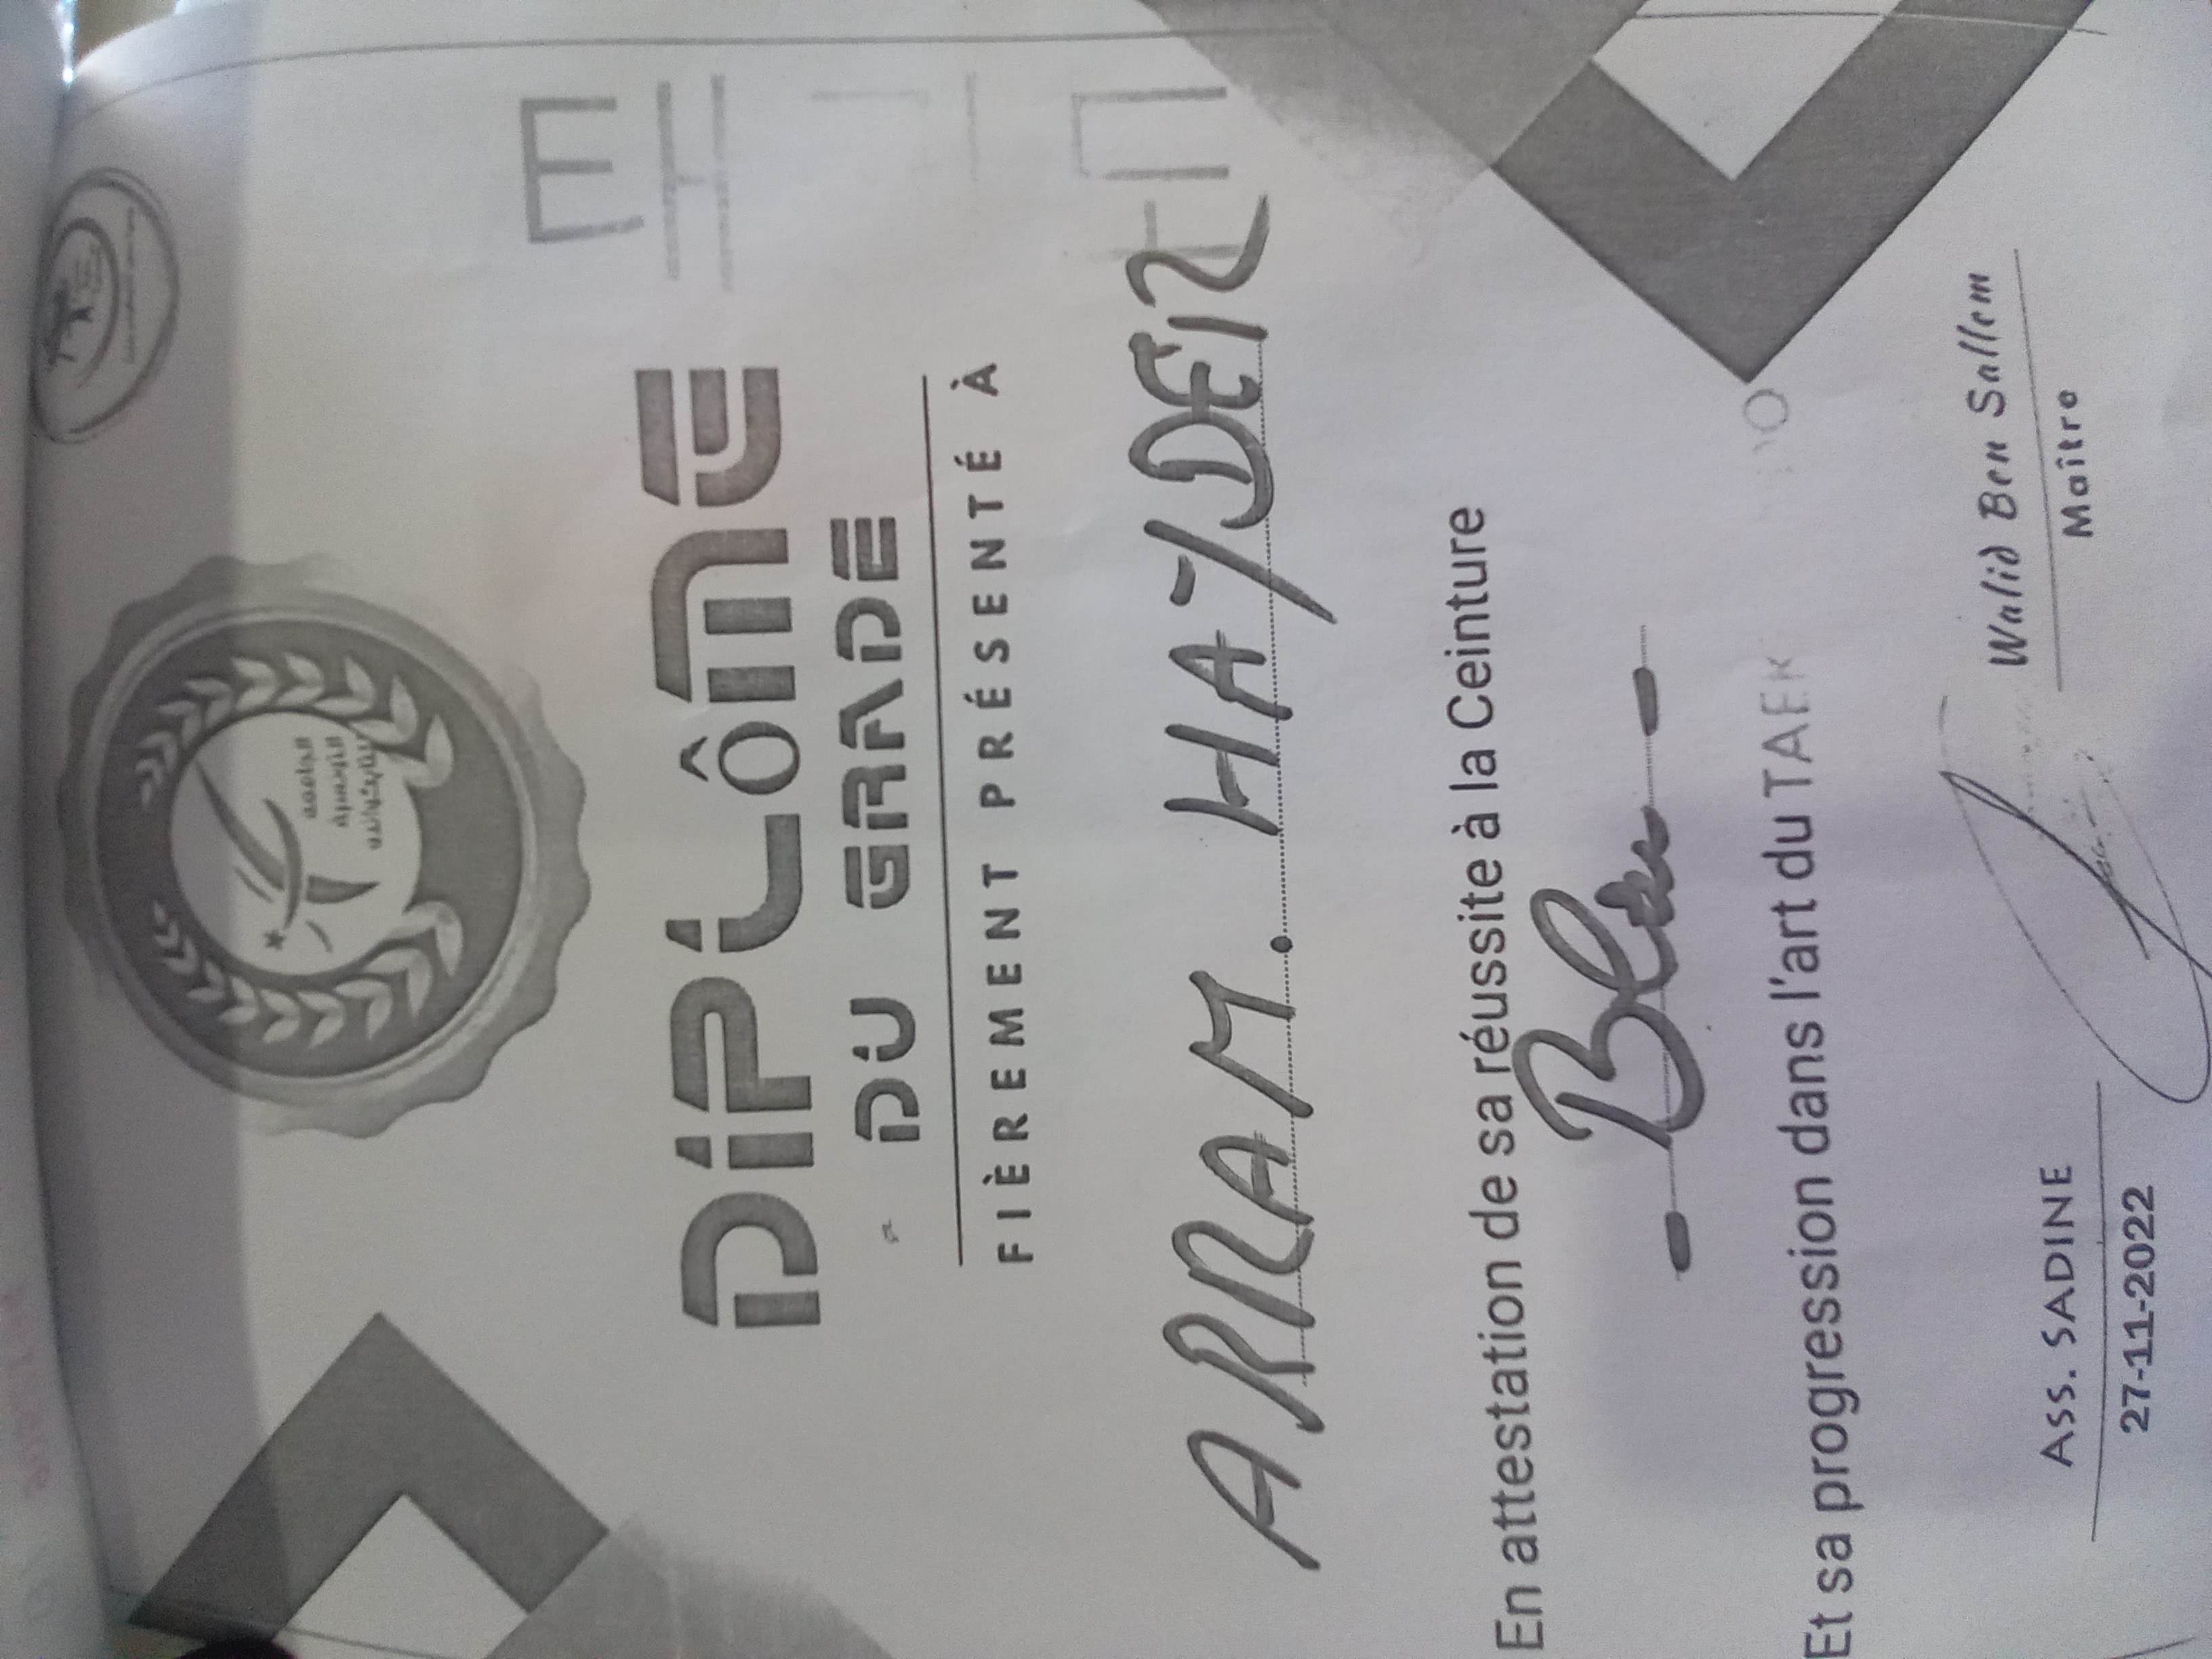 DIPLÔME
DU GRADE
FIÈREMENT PRÉSENTÉ À
ARRAM. HAYDER
En attestation de sa réussite à la Ceinture
Et sa progression dans l'art du TAEK DO
ASS. SADINE
27-11-2022
Walid Ben Sallem
Maître